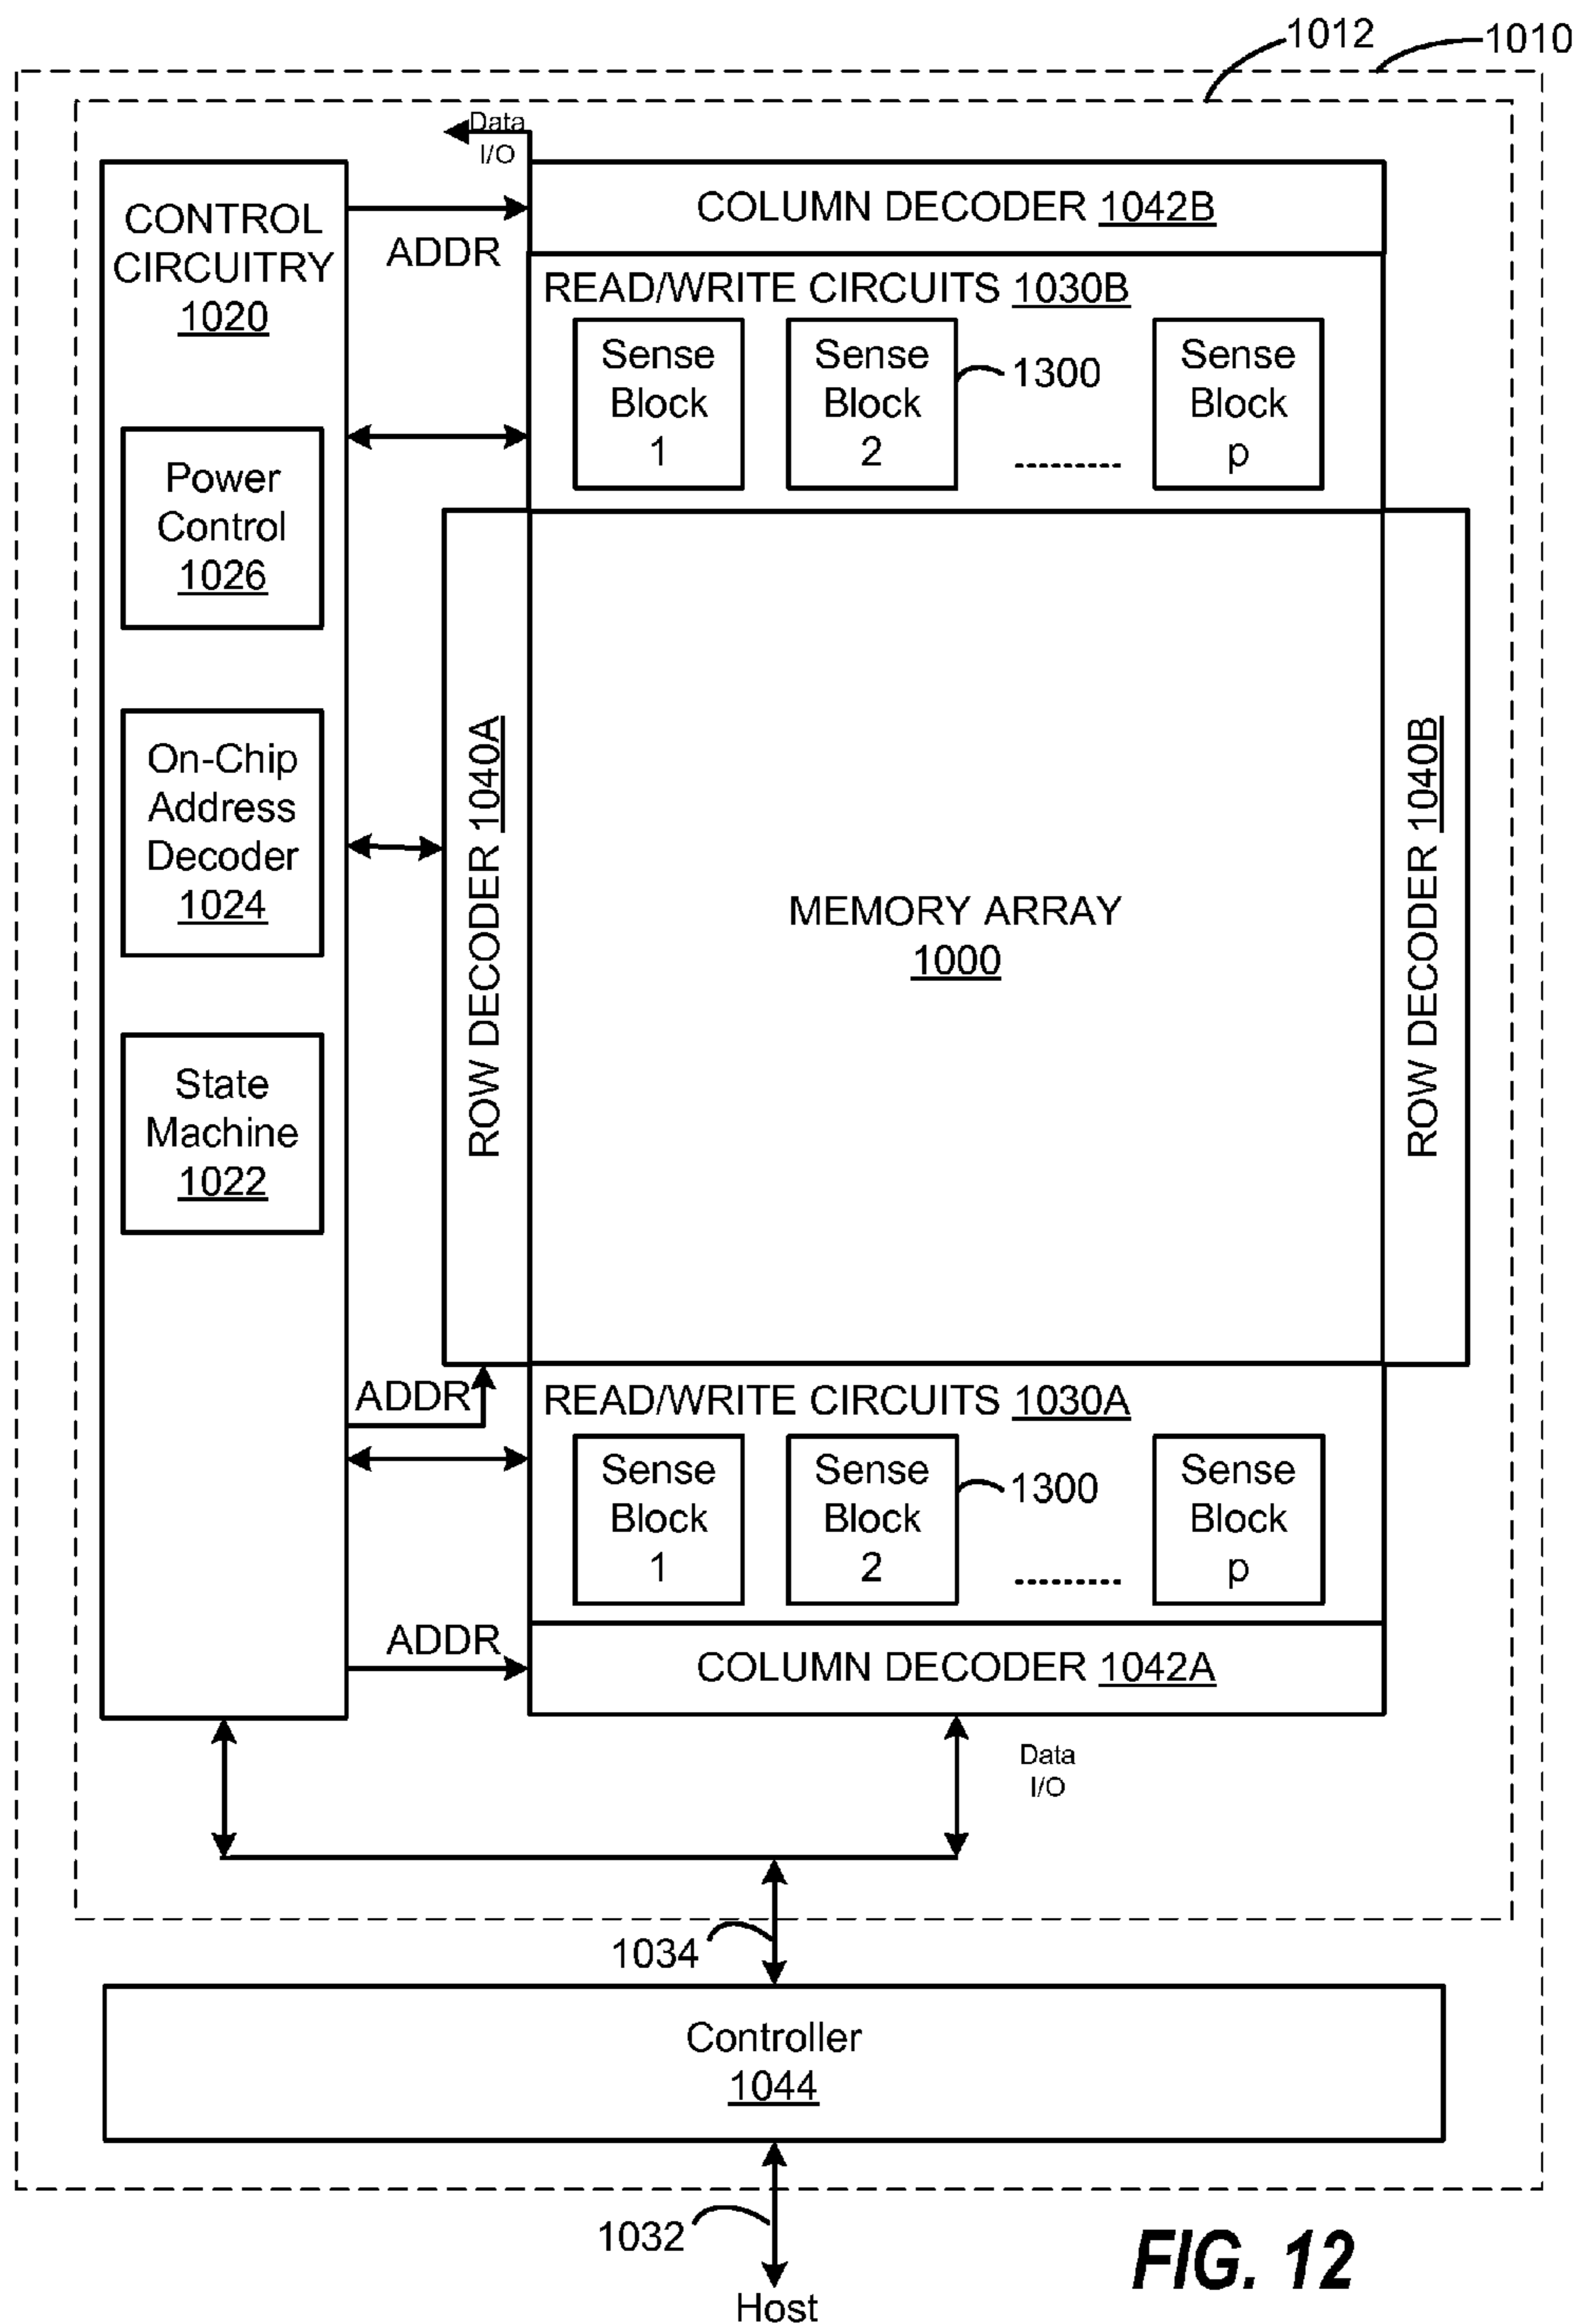 1012
1010
Data
I/O
CONTROL
CIRCUITRY
1020
ADDR
COLUMN DECODER 1042B
READ/WRITE CIRCUITS 1030B
Sense
Block
1
Sense
Block
2
1300
.........
Sense
Block
p
Power
Control
1026
On-Chip
Address
Decoder
1024
State
Machine
1022
ROW DECODER 1040A
MEMORY ARRAY
1000
ROW DECODER 1040B
ADDR
READ/WRITE CIRCUITS 1030A
Sense
Block
1
Sense
Block
2
1300
.........
Sense
Block
p
ADDR
COLUMN DECODER 1042A
Data
I/O
1034
Controller
1044
1032
Host
FIG. 12